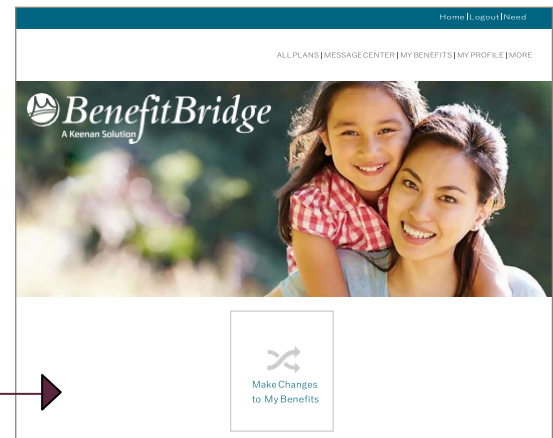 Home | Logout | Need
ALL PLANS | MESSAGE CENTER | MY BENEFITS | MY PROFILE | MORE
BenefitBridge
A Keenan Solution
Make Changes
to My Benefits